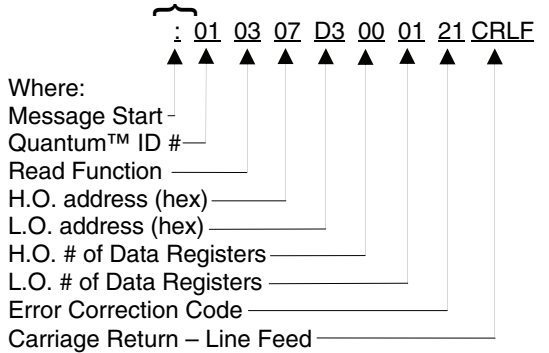 : 01 03 07 D3 00 01 21 CRLF
Where:
Message Start
Quantum™ ID #
Read Function
H.O. address (hex)
L.O. address (hex)
H.O. # of Data Registers
L.O. # of Data Registers
Error Correction Code
Carriage Return – Line Feed